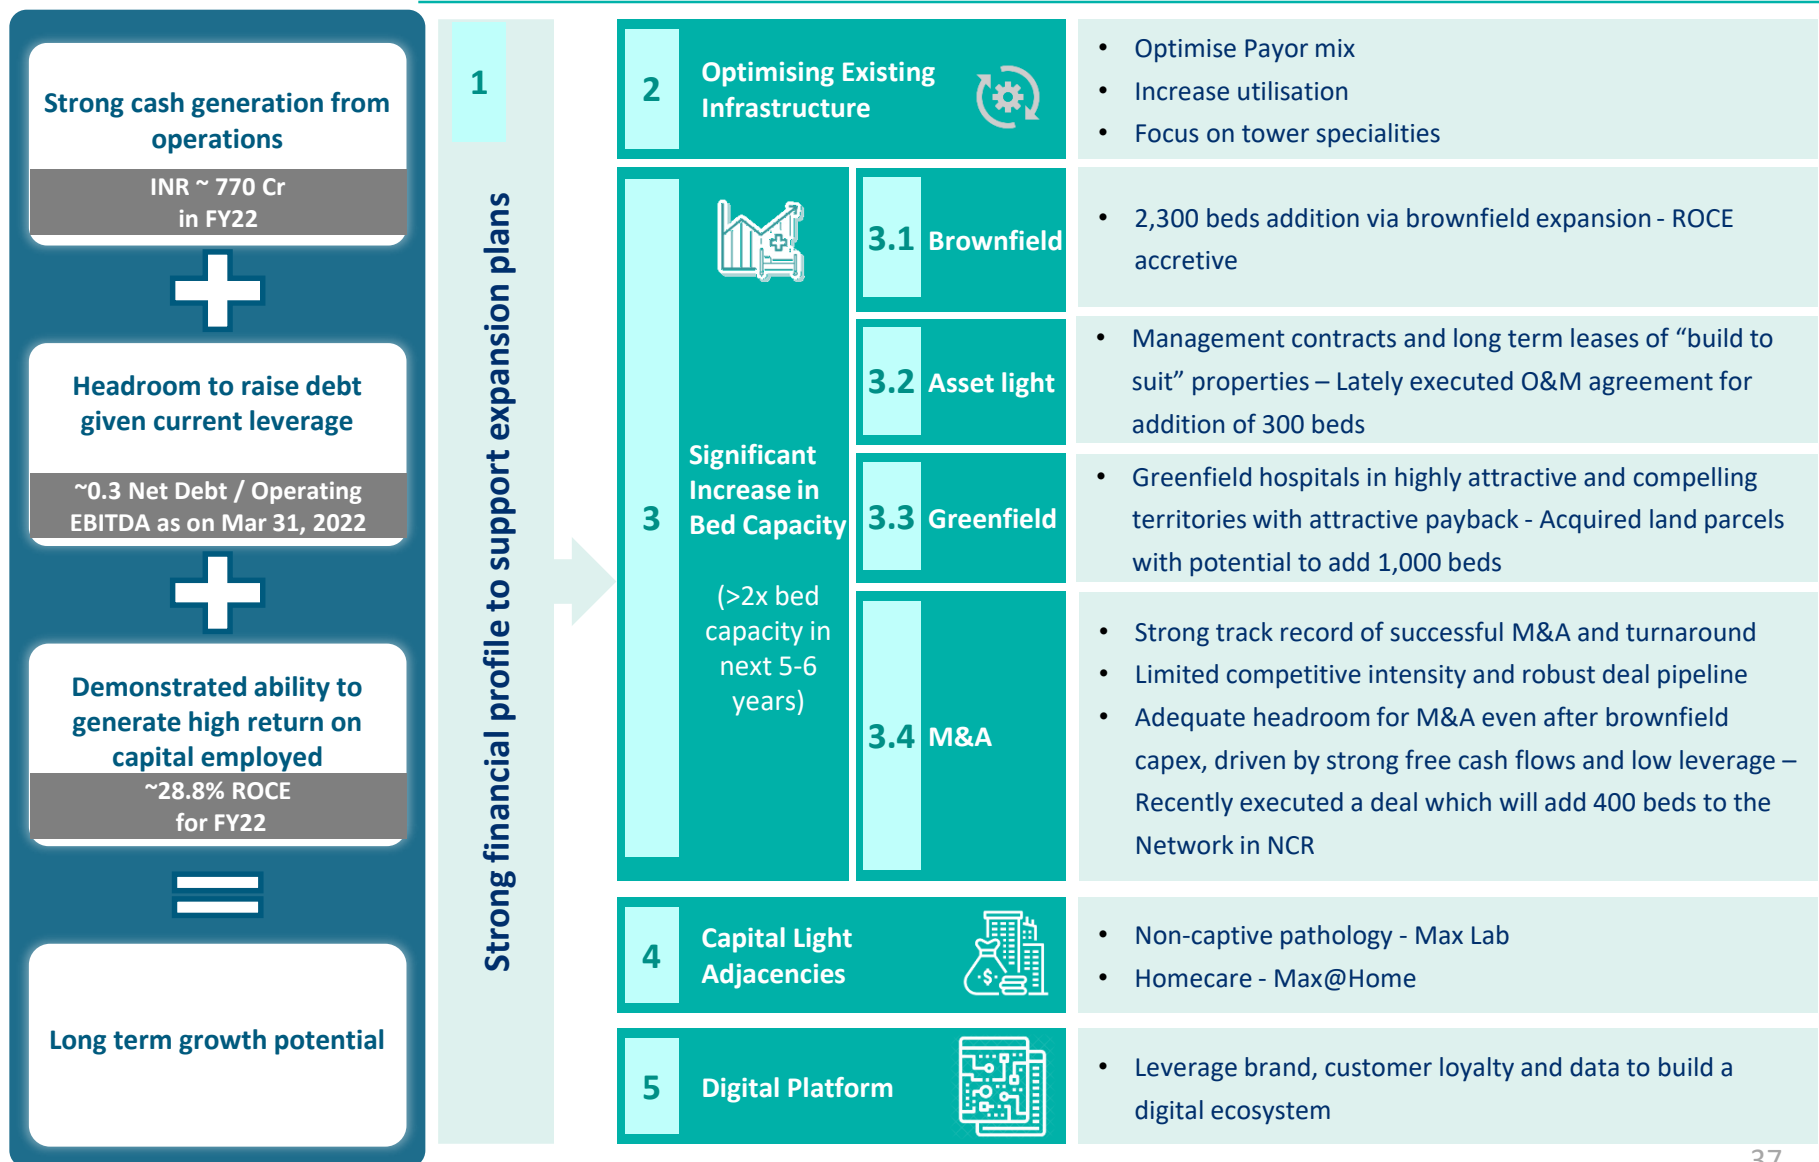 Strong cash generation from
operations
INR ~ 770 Cr
in FY22
Headroom to raise debt
given current leverage
~0.3 Net Debt / Operating
EBITDA as on Mar 31, 2022
Demonstrated ability to
generate high return on
capital employed
~28.8% ROCE
for FY22
Long term growth potential
1
Strong financial profile to support expansion plans
2
Optimising Existing
Infrastructure
• Optimise Payor mix
• Increase utilisation
• Focus on tower specialities
3
Significant
Increase in
Bed Capacity
(>2x bed
capacity in
next 5-6
years)
3.1 Brownfield
• 2,300 beds addition via brownfield expansion - ROCE
accretive
3.2 Asset light
• Management contracts and long term leases of “build to
suit” properties – Lately executed O&M agreement for
addition of 300 beds
3.3 Greenfield
• Greenfield hospitals in highly attractive and compelling
territories with attractive payback - Acquired land parcels
with potential to add 1,000 beds
3.4 M&A
• Strong track record of successful M&A and turnaround
• Limited competitive intensity and robust deal pipeline
• Adequate headroom for M&A even after brownfield
capex, driven by strong free cash flows and low leverage –
Recently executed a deal which will add 400 beds to the
Network in NCR
4
Capital Light
Adjacencies
• Non-captive pathology - Max Lab
• Homecare - Max@Home
5
Digital Platform
• Leverage brand, customer loyalty and data to build a
digital ecosystem
37